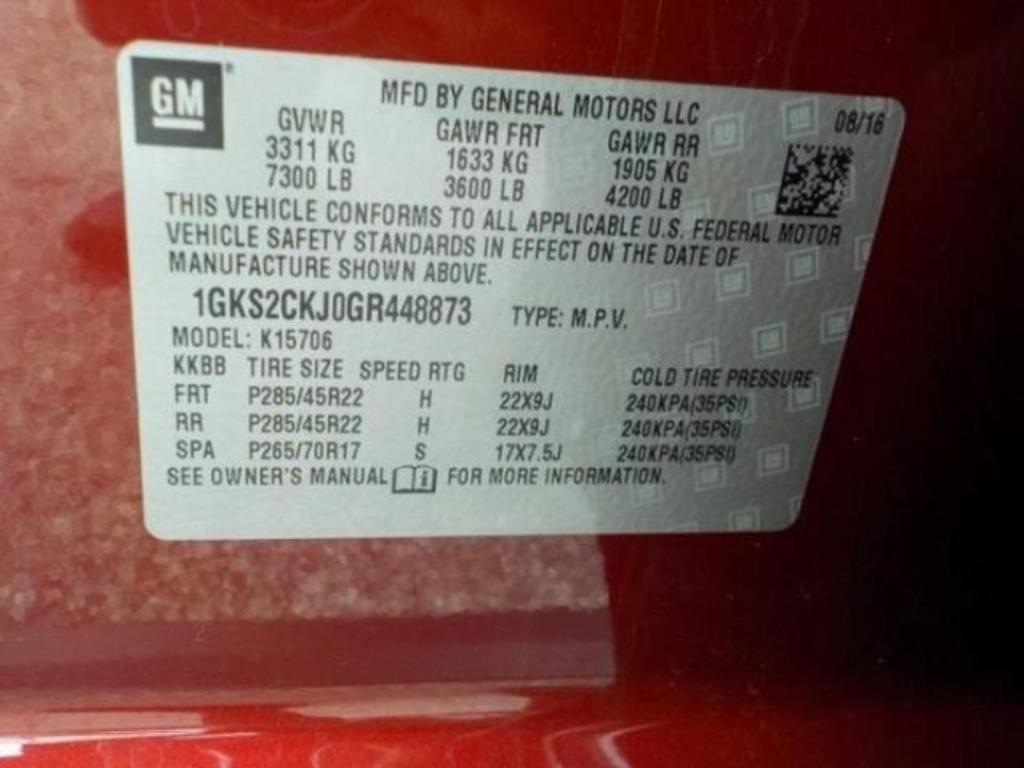 GM®
MFD BY GENERAL MOTORS LLC 08/16
GVWR GAWR FRT GAWR RR
3311 KG 1633 KG 1905 KG
7300 LB 3600 LB 4200 LB
THIS VEHICLE CONFORMS TO ALL APPLICABLE U.S. FEDERAL MOTOR
VEHICLE SAFETY STANDARDS IN EFFECT ON THE DATE OF
MANUFACTURE SHOWN ABOVE.
1GKS2CKJ0GR448873 TYPE: M.P.V.
MODEL: K15706
KKBB TIRE SIZE SPEED RTG RIM COLD TIRE PRESSURE
FRT P285/45R22 H 22X9J 240KPA(35PSI)
RR P285/45R22 H 22X9J 240KPA(35PSI)
SPA P265/70R17 S 17X7.5J 240KPA(35PSI)
SEE OWNER'S MANUAL FOR MORE INFORMATION.